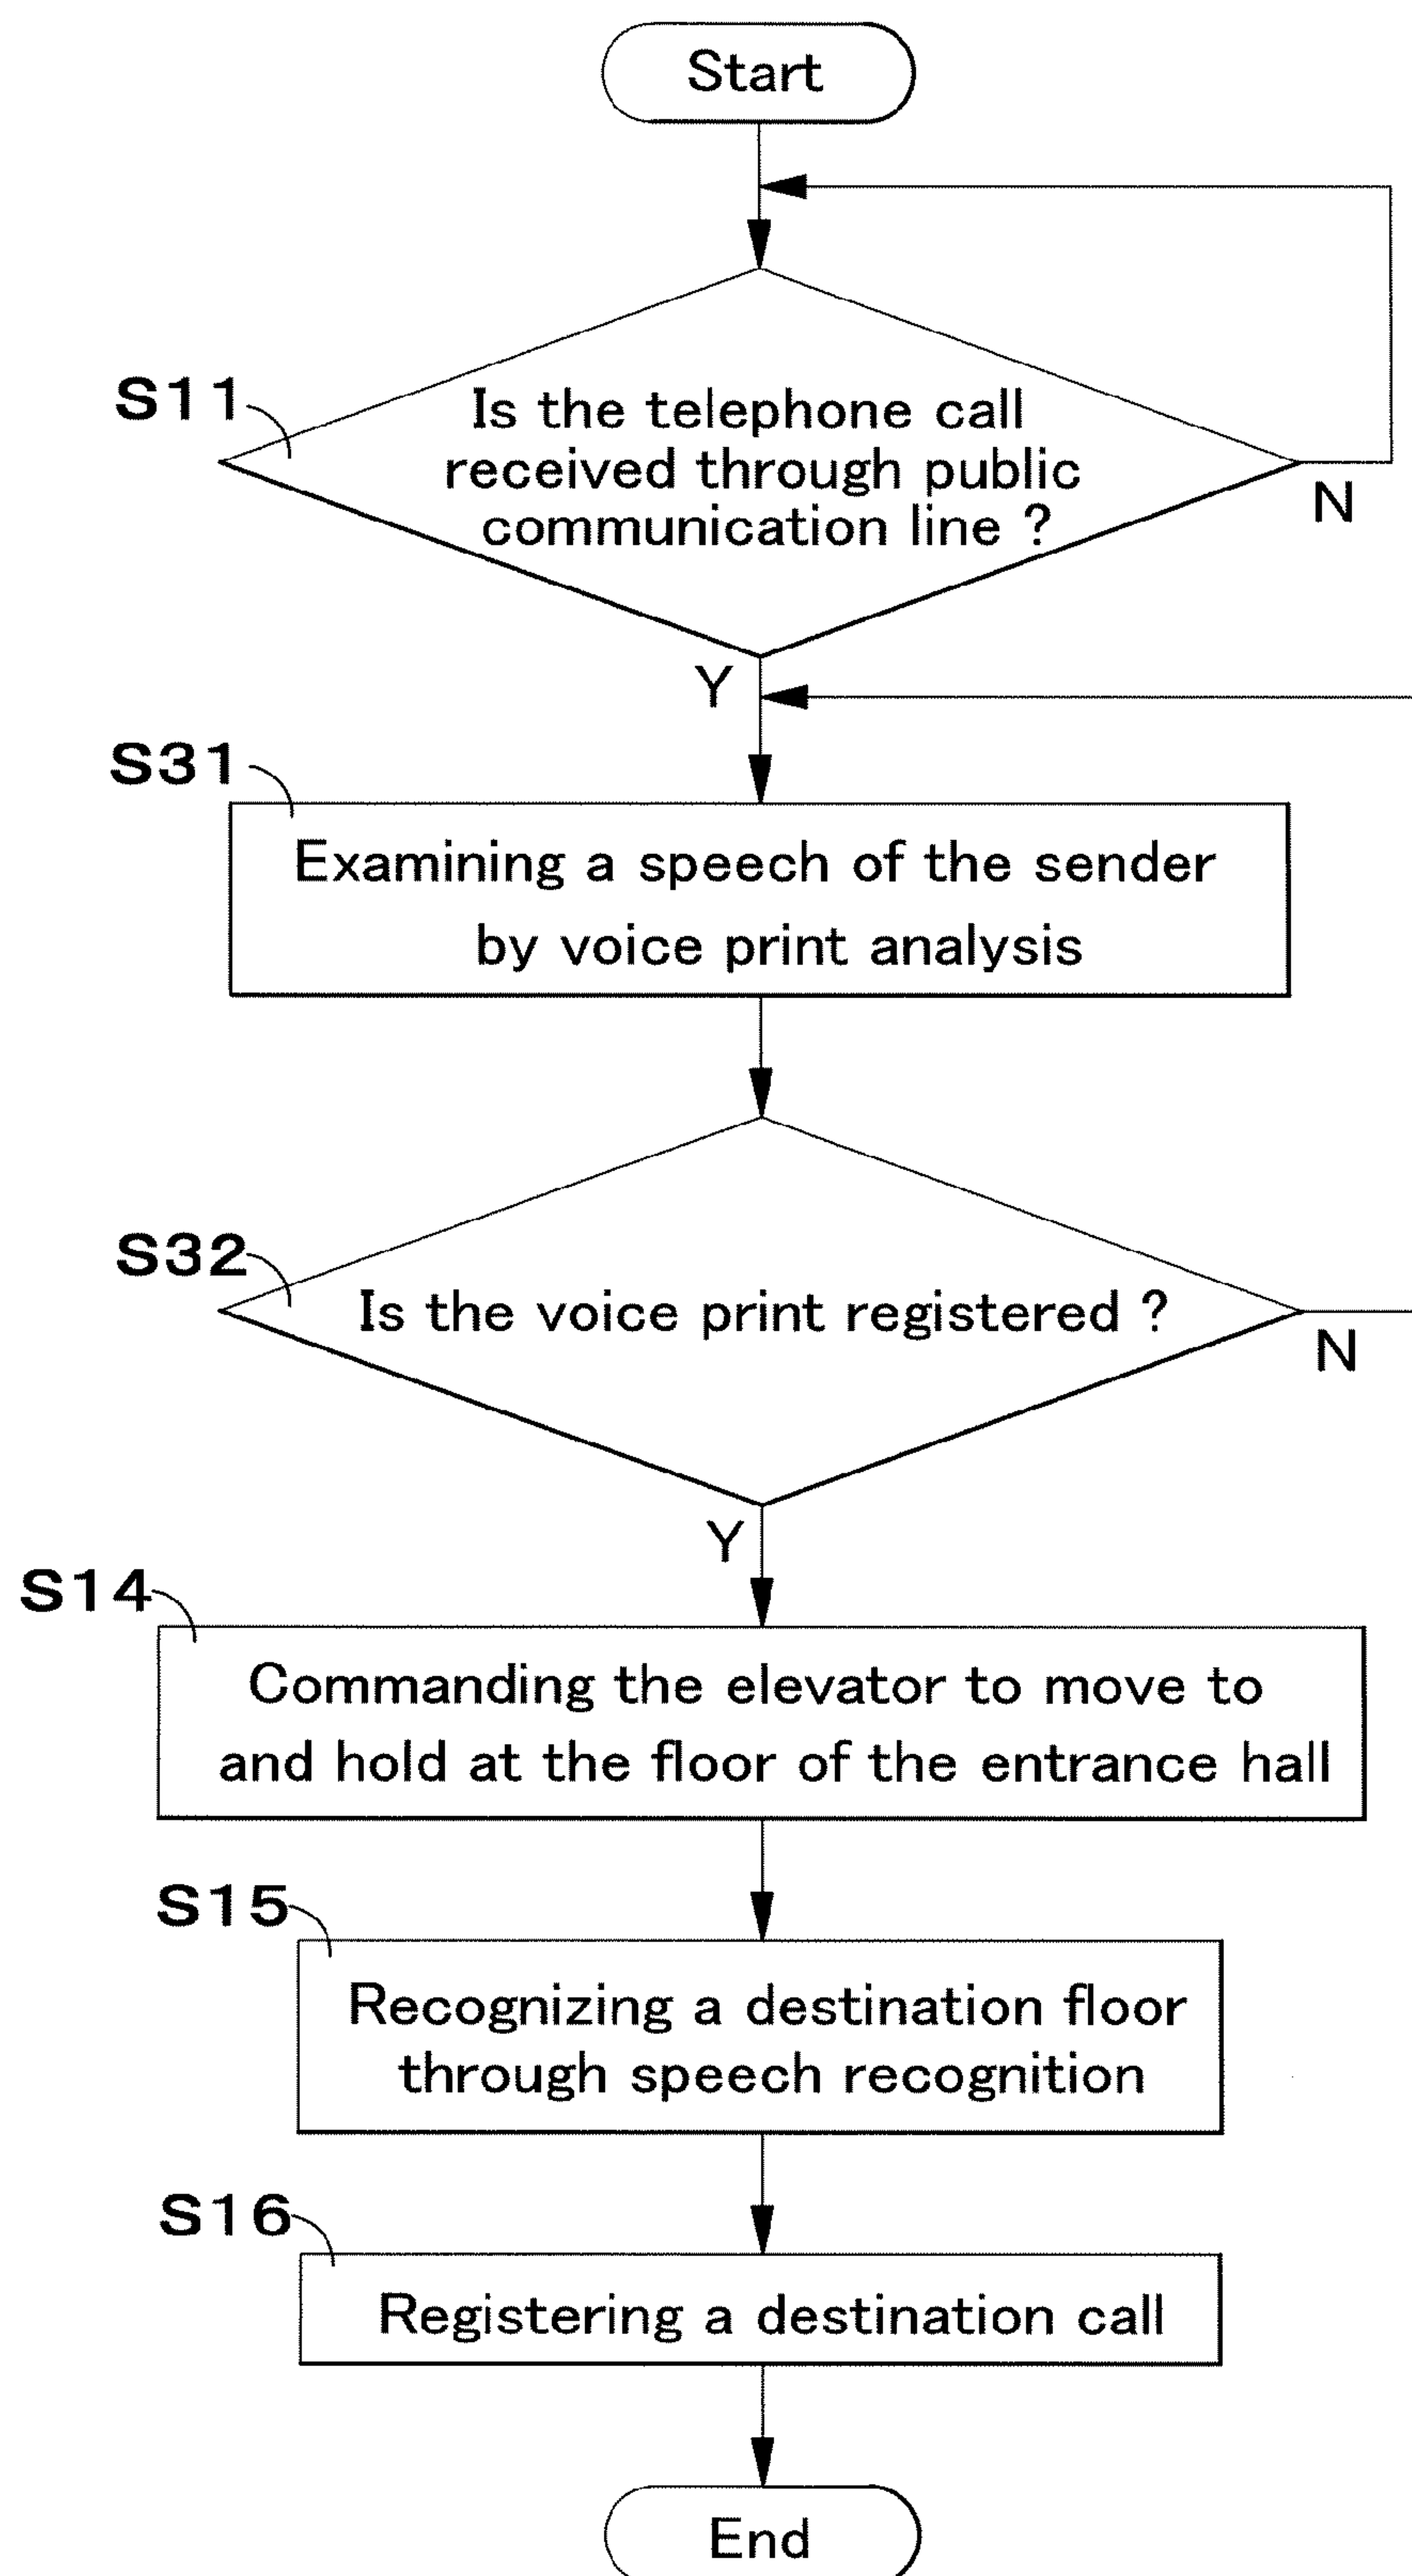 Start
S11
Is the telephone call
received through public
communication line ?
N
Y
S31
Examining a speech of the sender
by voice print analysis
S32
Is the voice print registered ?
N
Y
S14
Commanding the elevator to move to
and hold at the floor of the entrance hall
S15
Recognizing a destination floor
through speech recognition
S16
Registering a destination call
End